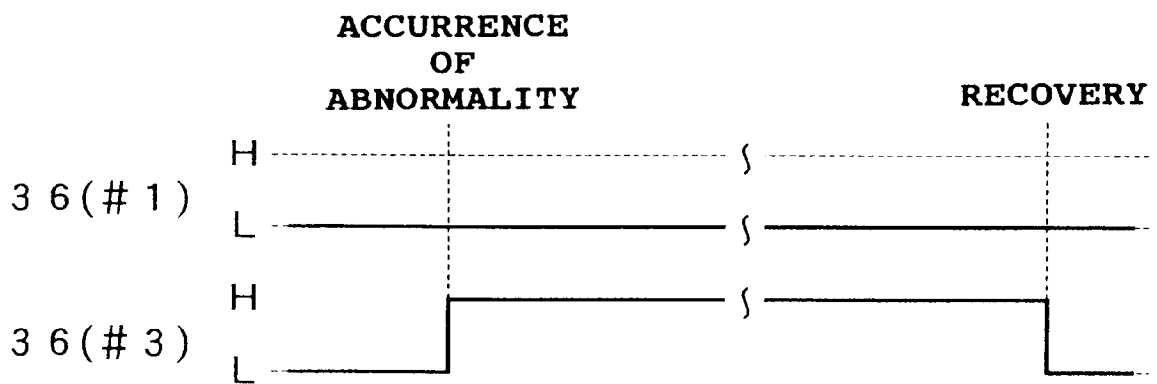 ACCURRENCE
OF
ABNORMALITY
RECOVERY
H
36(#1)
L
H
36(#3)
L